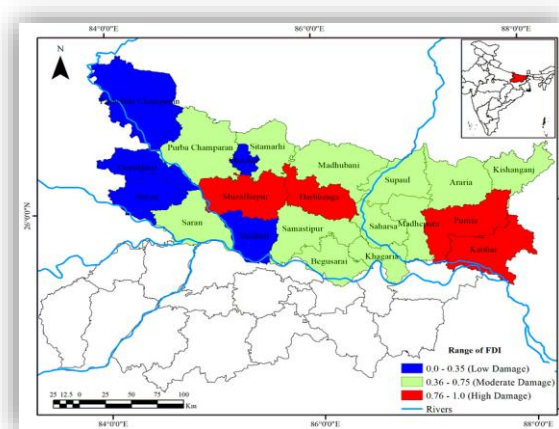 84°0'0"E 86°0'0"E 88°0'0"E
N
Purba Champaran
Sitamarhi
Madhubani
Supaul
Araria
Kishanganj
26°0'0"N
Muzaffarpur
Darbhanga
Saran
Samastipur
Saharsa
Madhepura
Purnia
Begusarai
Khagaria
Katihar
Range of FDI
0.0 - 0.35 (Low Damage)
0.36 - 0.75 (Moderate Damage)
0.76 - 1.0 (High Damage)
Rivers
25 12.5 0 25 50 75 100
Km
84°0'0"E 86°0'0"E 88°0'0"E